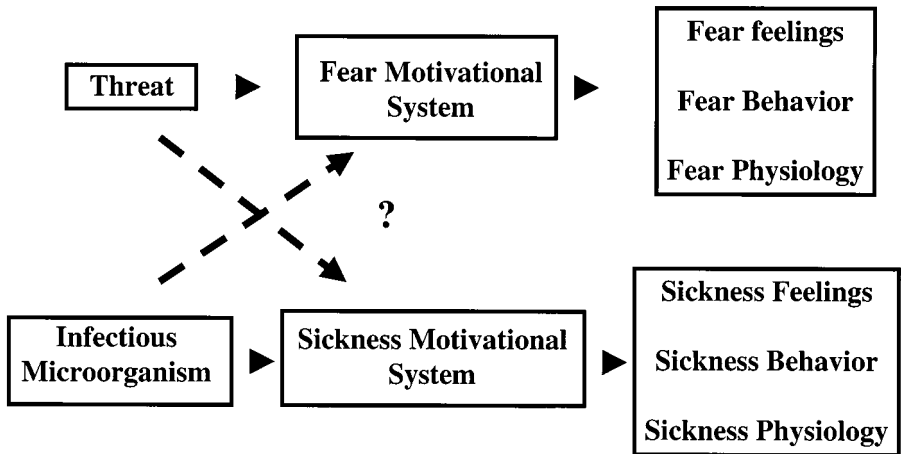 Threat
Fear Motivational
System
Fear feelings
Fear Behavior
Fear Physiology
?
Infectious
Microorganism
Sickness Motivational
System
Sickness Feelings
Sickness Behavior
Sickness Physiology